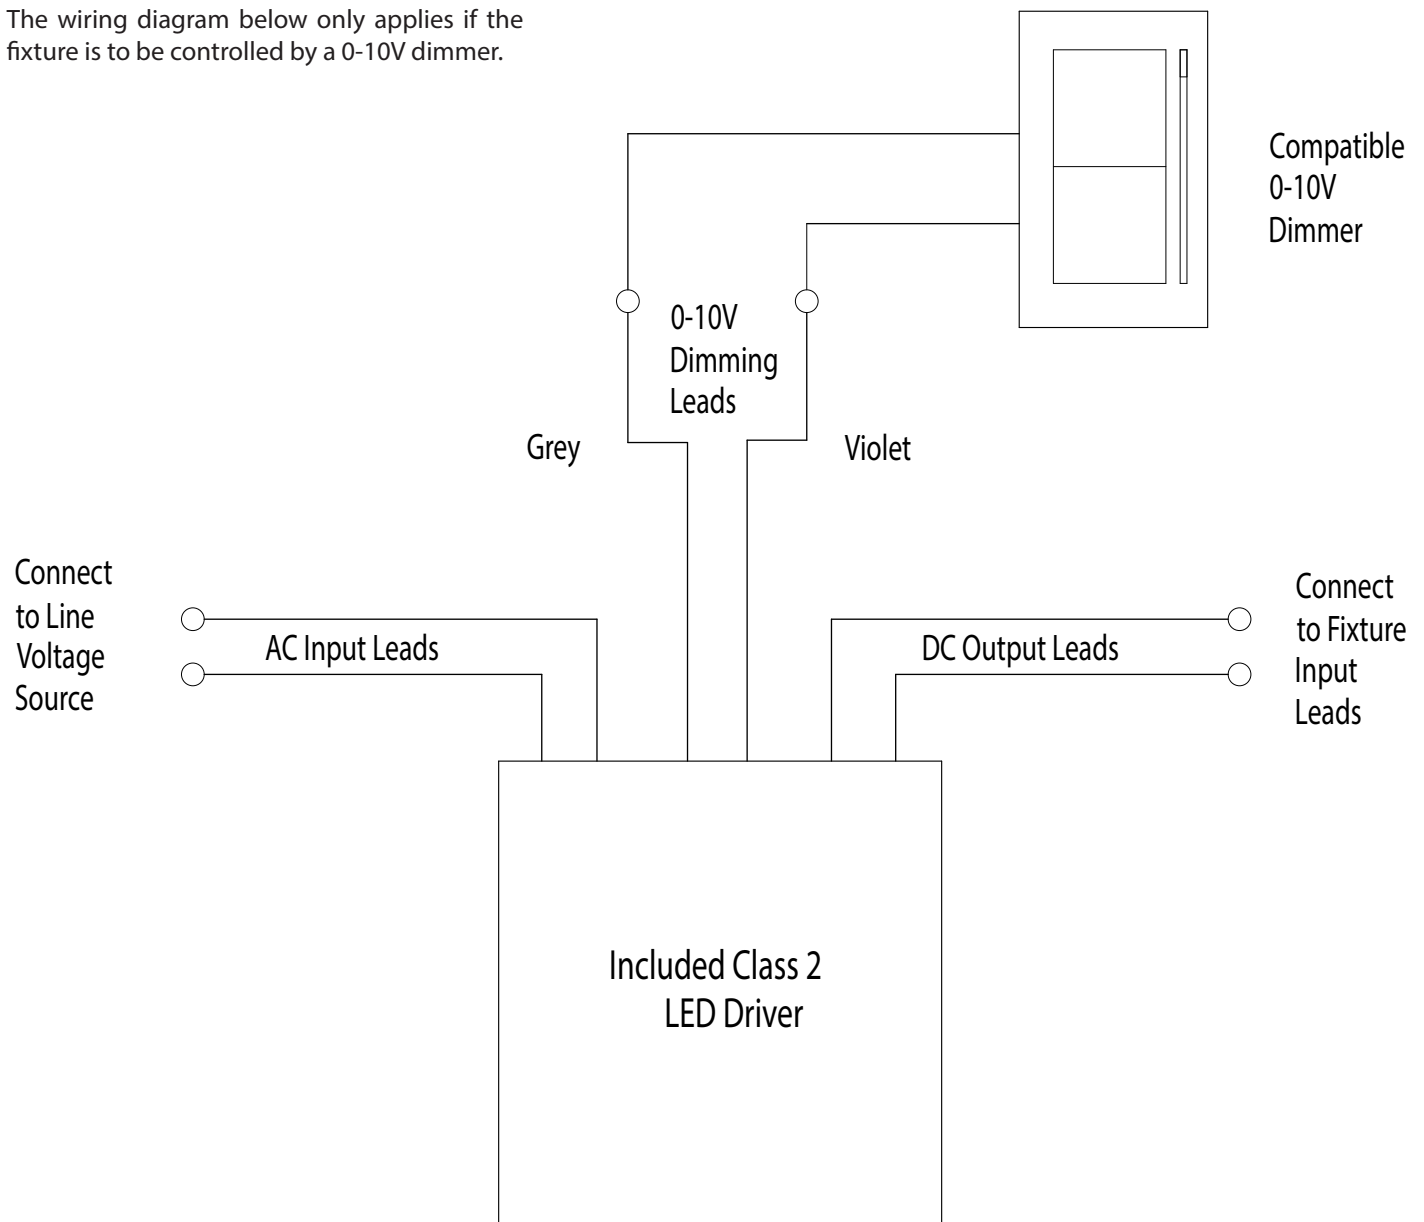 The wiring diagram below only applies if the
fixture is to be controlled by a 0-10V dimmer.
Compatible
0-10V
Dimmer
0-10V
Dimming
Leads
Grey
Violet
Connect
to Line
Voltage
Source
AC Input Leads
DC Output Leads
Connect
to Fixture
Input
Leads
Included Class 2
LED Driver